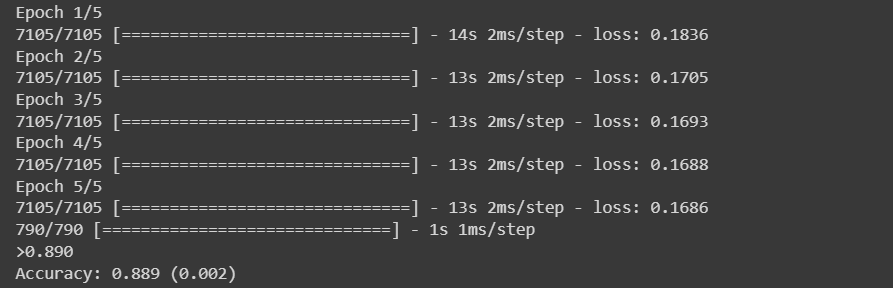 Epoch 1/5
7105/7105 [==============================] - 14s 2ms/step - loss: 0.1836
Epoch 2/5
7105/7105 [==============================] - 13s 2ms/step - loss: 0.1705
Epoch 3/5
7105/7105 [==============================] - 13s 2ms/step - loss: 0.1693
Epoch 4/5
7105/7105 [==============================] - 13s 2ms/step - loss: 0.1688
Epoch 5/5
7105/7105 [==============================] - 13s 2ms/step - loss: 0.1686
790/790 [==============================] - 1s 1ms/step
>0.890
Accuracy: 0.889 (0.002)